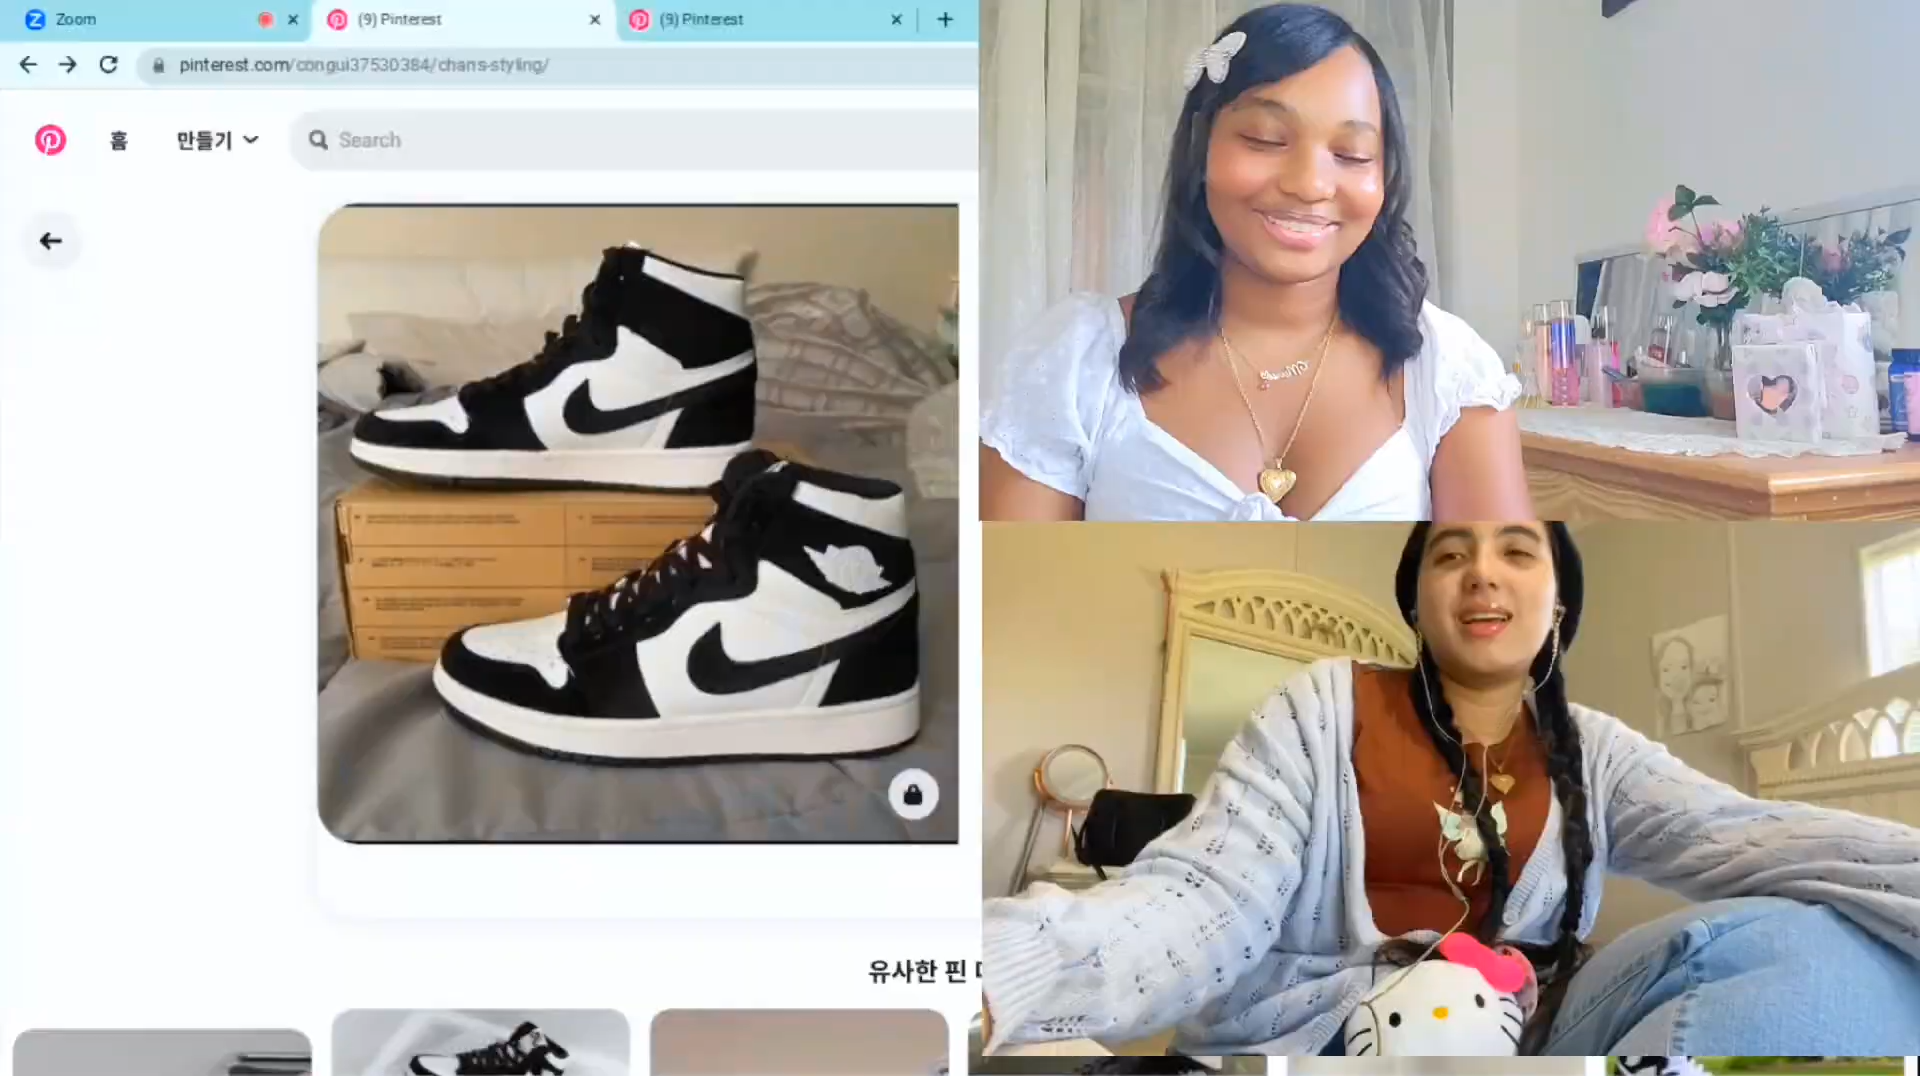 Zoom
(9) Pinterest
(9) Pinterest
pinterest.com/congui37530384/chans-styling/
홈
만들기
Search
유사한 핀